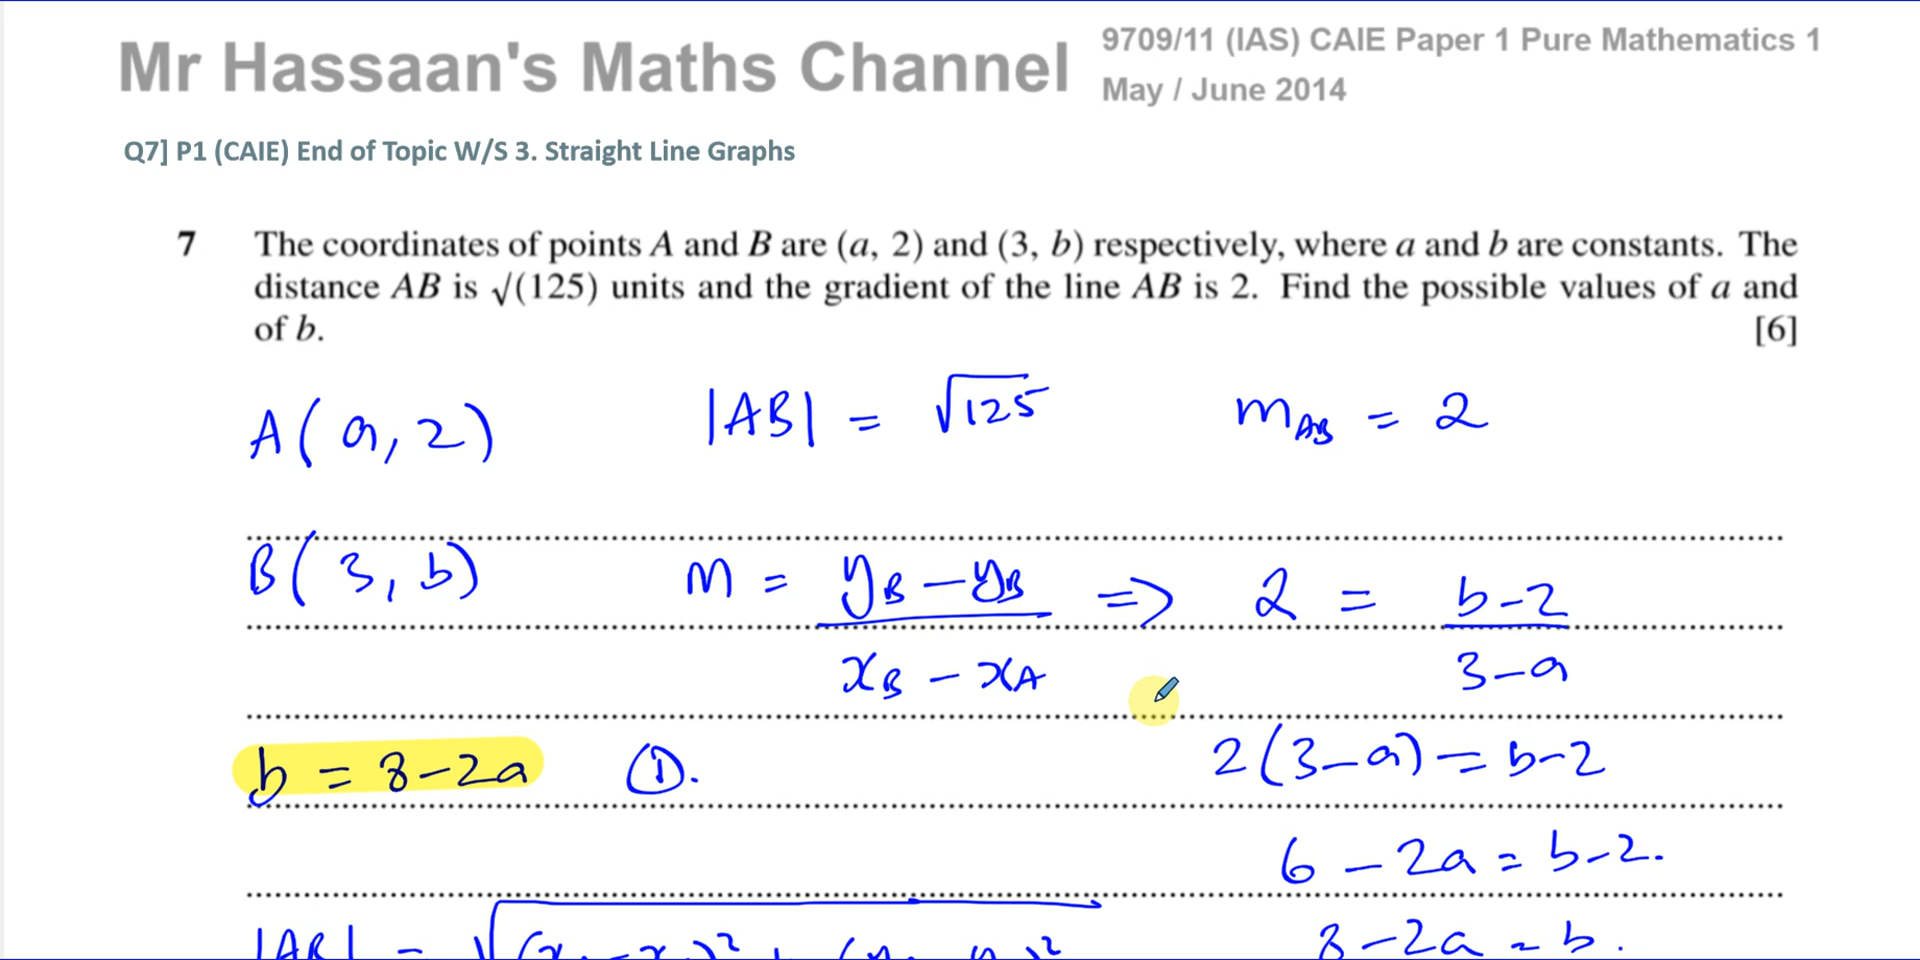 Mr Hassaan's Maths Channel
9709/11 (IAS) CAIE Paper 1 Pure Mathematics 1
May / June 2014
Q7] P1 (CAIE) End of Topic W/S 3. Straight Line Graphs
7 The coordinates of points A and B are (a, 2) and (3, b) respectively, where a and b are constants. The
distance AB is √(125) units and the gradient of the line AB is 2. Find the possible values of a and
of b. [6]
A(a, 2) |AB| = √125 m_AB = 2
B(3, b) m = (y_B − y_B)/(x_B − x_A) => 2 = (b−2)/(3−a)
b = 8−2a ①. 2(3−a) = b−2
6 − 2a = b−2.
8−2a = b.
|AB| = √